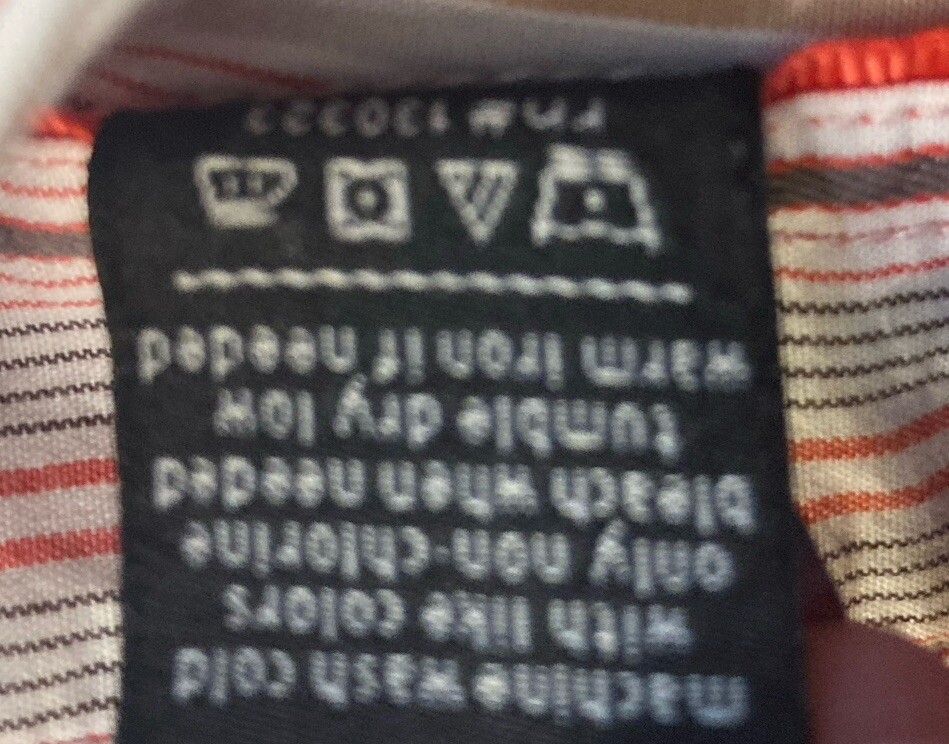 machine wash cold
with like colors
only non-chlorine
bleach when needed
tumble dry low
warm iron if needed
RN#